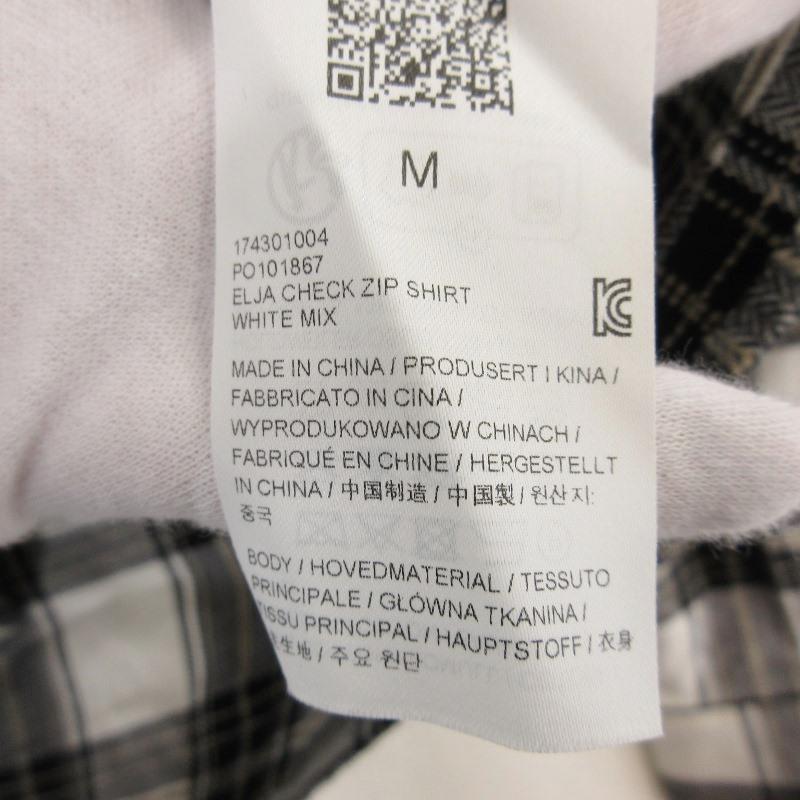 M
174301004
PO101867
ELJA CHECK ZIP SHIRT
WHITE MIX
MADE IN CHINA / PRODUSERT I KINA /
FABBRICATO IN CINA /
WYPRODUKOWANO W CHINACH /
FABRIQUÉ EN CHINE / HERGESTELLT
IN CHINA / 中国制造 / 中国製 / 원산지:
중국
BODY / HOVEDMATERIAL / TESSUTO
PRINCIPALE / GŁÓWNA TKANINA /
TISSU PRINCIPAL / HAUPTSTOFF / 衣身
生地 / 주요 원단